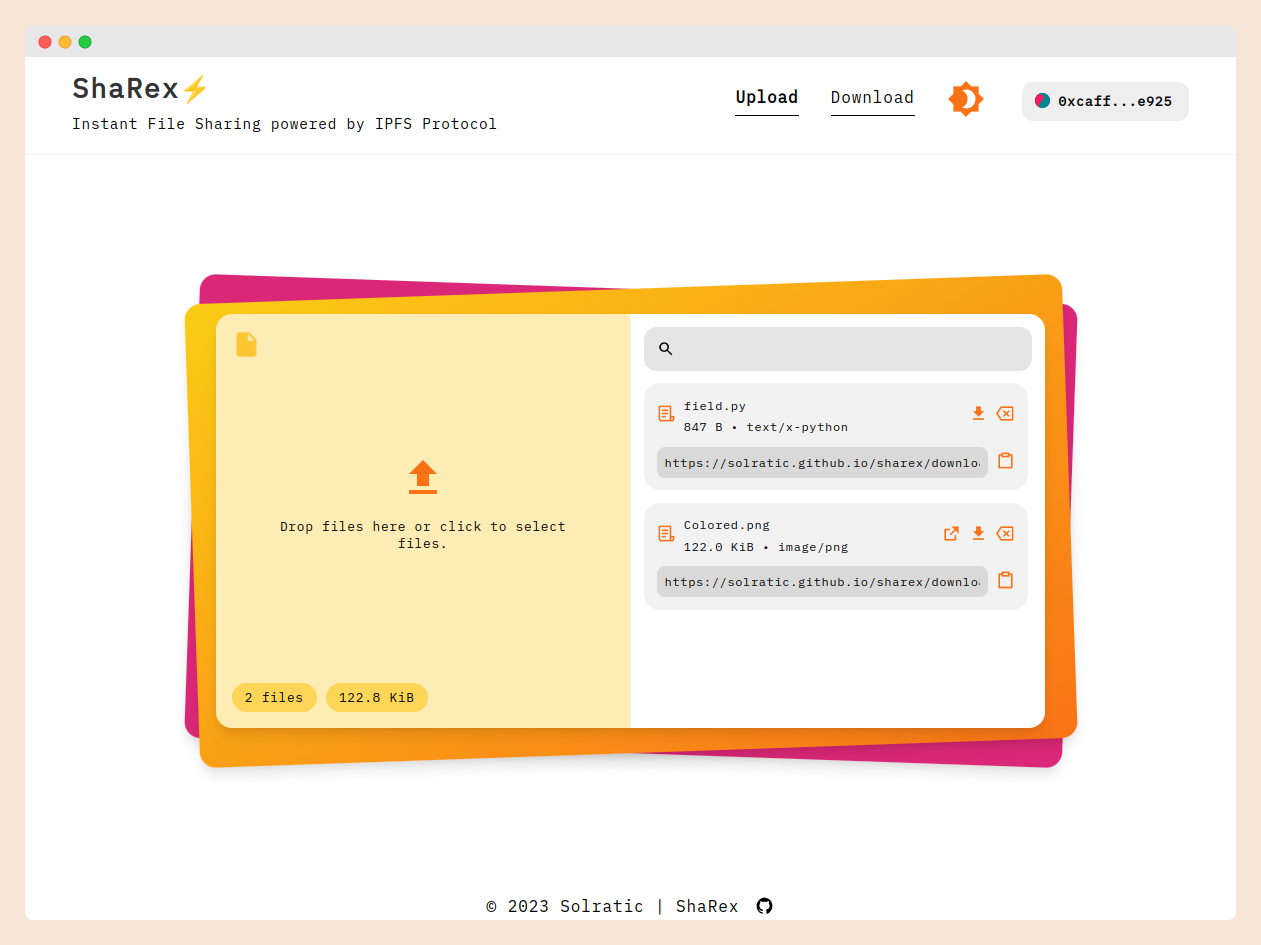 ShaRex⚡
Instant File Sharing powered by IPFS Protocol
Upload
Download
0xcaff...e925
Drop files here or click to select
files.
2 files
122.8 KiB
field.py
847 B • text/x-python
https://solratic.github.io/sharex/downlo
Colored.png
122.0 KiB • image/png
https://solratic.github.io/sharex/downlo
© 2023 Solratic | ShaRex